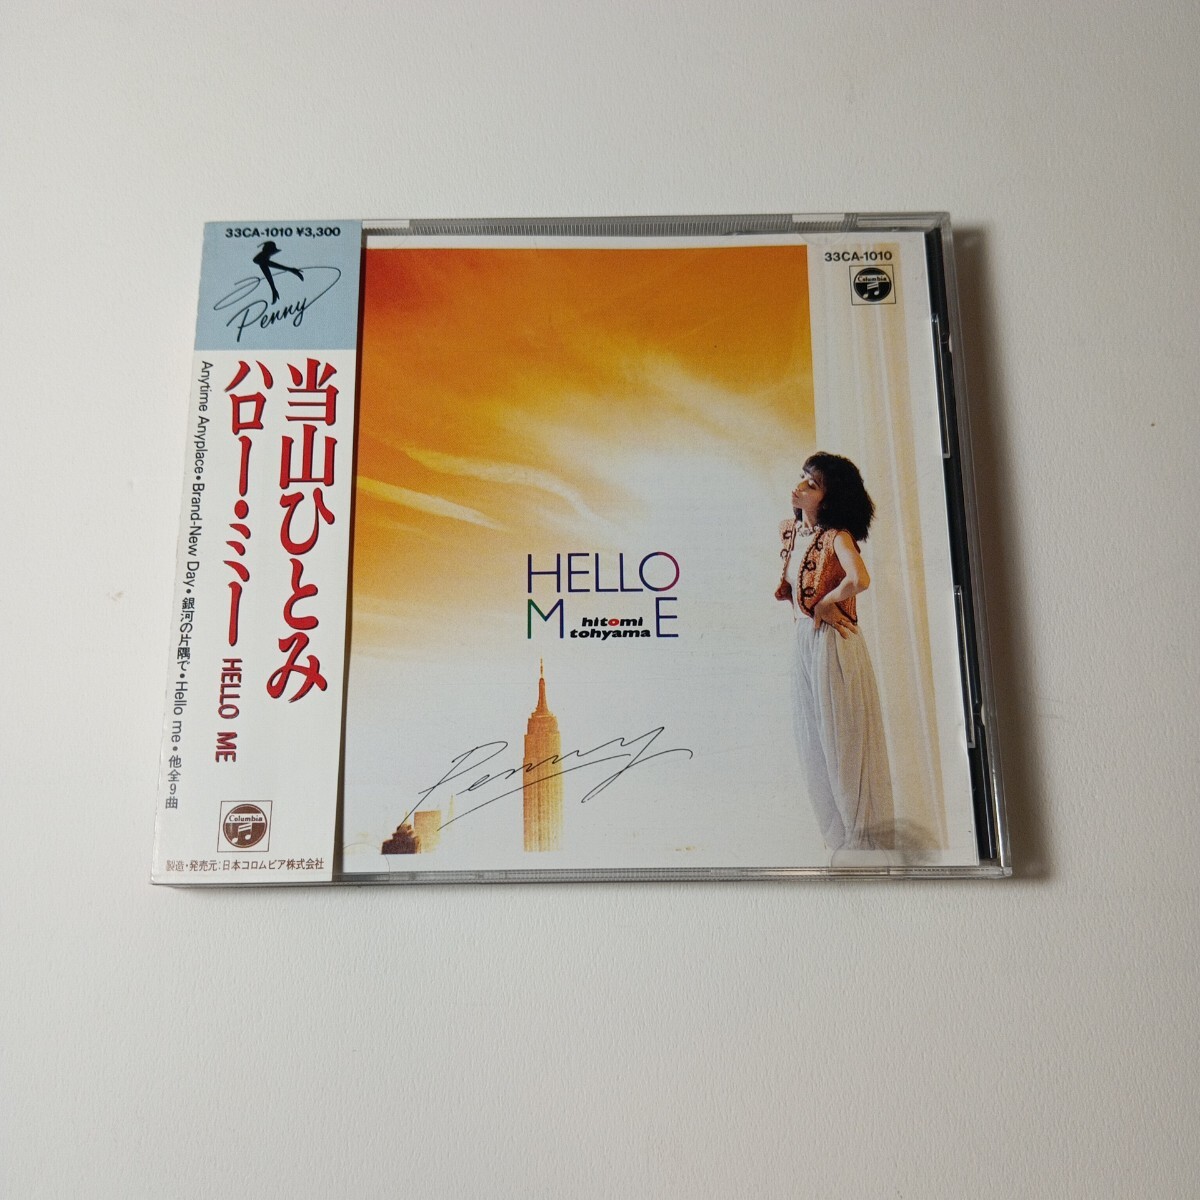 33CA-1010 ¥3,300
Penny
当山ひとみ
ハロー・ミー HELLO ME
Anytime Anyplace•Brand-New Day•銀河の片隅で•Hello me•他全9曲
Columbia
製造・発売元:日本コロムビア株式会社
33CA-1010
Columbia
HELLO
ME
hitomi
tohyama
Penny